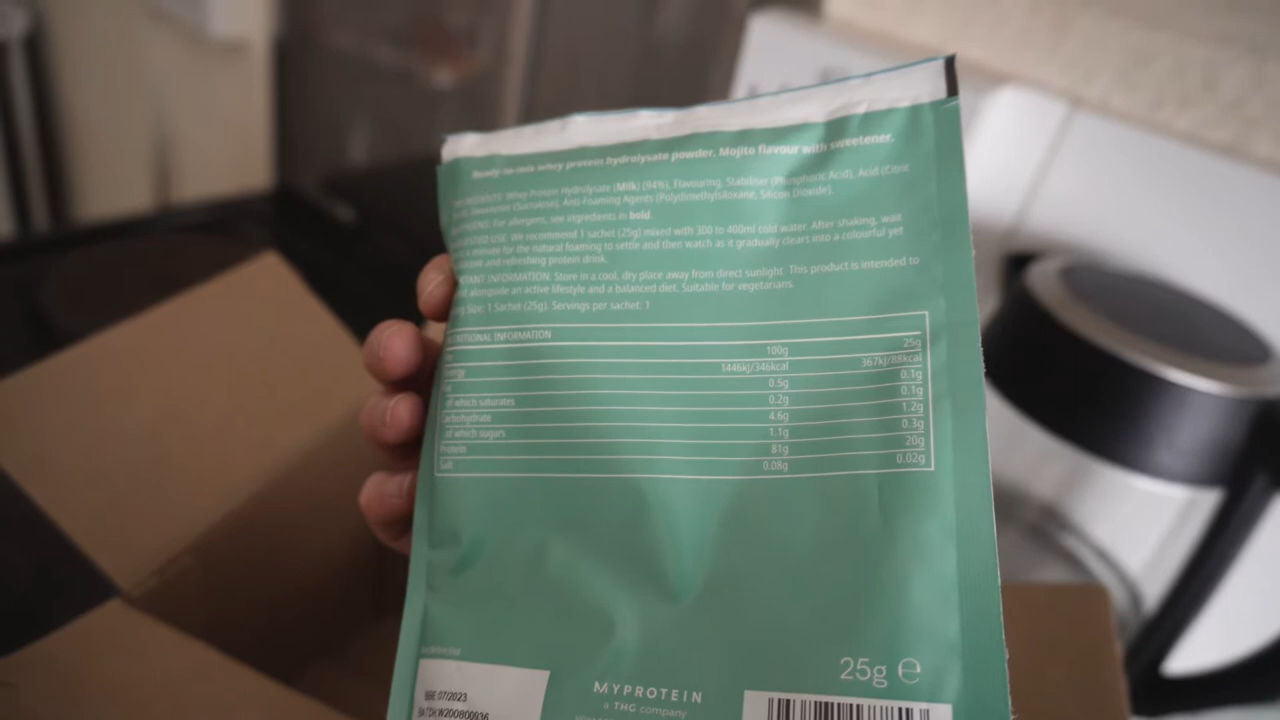 Ready-to-mix whey protein hydrolysate powder. Mojito flavour with sweetener.
Whey Protein Hydrolysate (Milk) (94%), Flavouring, Stabiliser (Phosphoric Acid), Acid (Citric
Sweetener (Sucralose), Anti-Foaming Agents (Polydimethylsiloxane, Silicon Dioxide).
For allergens, see ingredients in bold
We recommend 1 sachet (25g) mixed with 300 to 400ml cold water. After shaking, wait
a minute for the natural foaming to settle and then watch as it gradually clears into a colourful yet
and refreshing protein drink.
INFORMATION: Store in a cool, dry place away from direct sunlight. This product is intended to
alongside an active lifestyle and a balanced diet. Suitable for vegetarians.
Size: 1 Sachet (25g). Servings per sachet: 1
NUTRITIONAL INFORMATION
100g 25g
1446kJ/346kcal 367kJ/88kcal
0.5g 0.1g
of which saturates 0.2g 0.1g
Carbohydrate 4.6g 1.2g
of which sugars 1.1g 0.3g
Protein 81g 20g
Salt 0.08g 0.02g
25g ℮
BBE:07/2023
W200800936
MYPROTEIN
a THG company